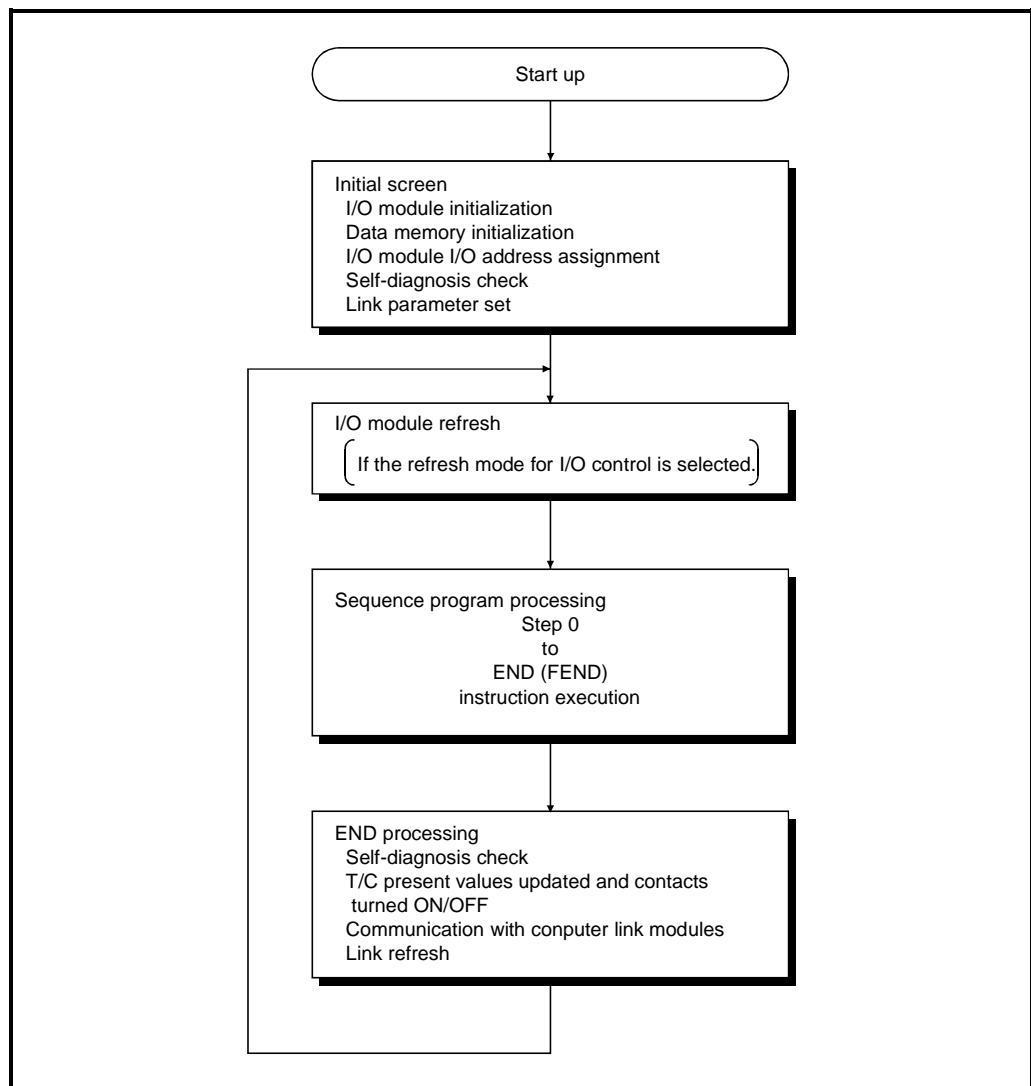 Start up
Initial screen
I/O module initialization
Data memory initialization
I/O module I/O address assignment
Self-diagnosis check
Link parameter set
I/O module refresh
If the refresh mode for I/O control is selected.
Sequence program processing
Step 0
to
END (FEND)
instruction execution
END processing
Self-diagnosis check
T/C present values updated and contacts
turned ON/OFF
Communication with conputer link modules
Link refresh